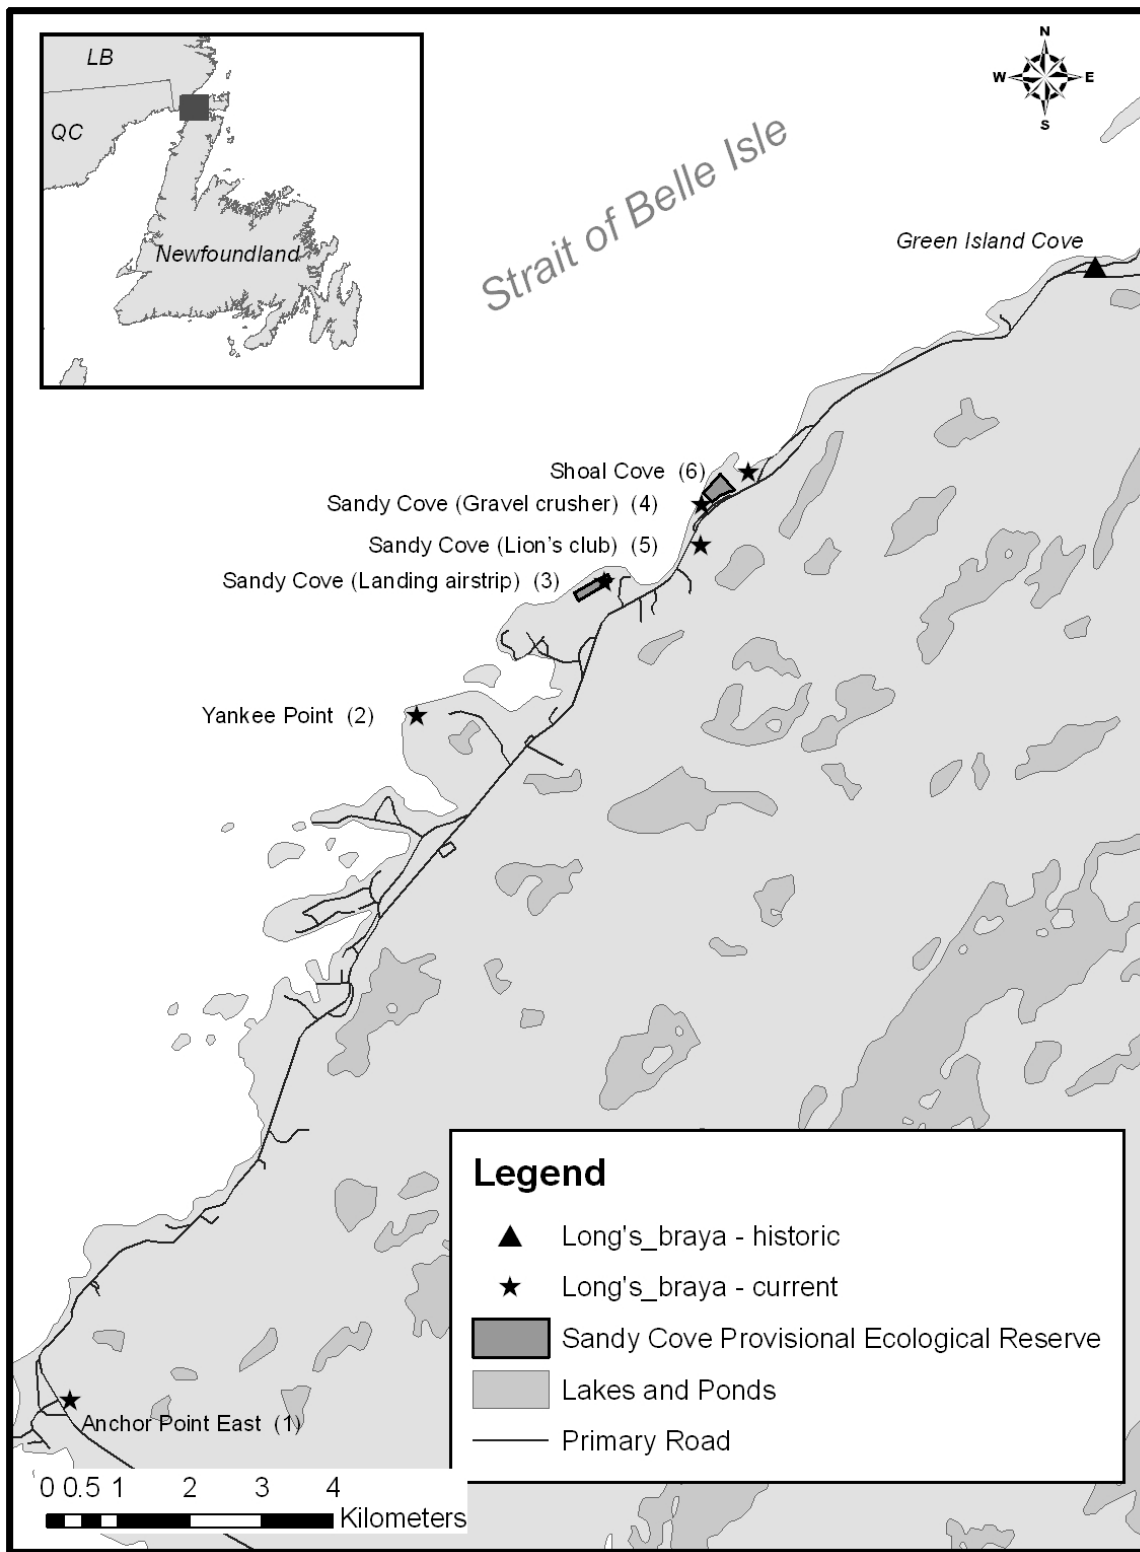 LB
QC
Newfoundland
N
W E
S
Strait of Belle Isle
Green Island Cove
Shoal Cove (6)
Sandy Cove (Gravel crusher) (4)
Sandy Cove (Lion's club) (5)
Sandy Cove (Landing airstrip) (3)
Yankee Point (2)
Anchor Point East (1)
Legend
Long's_braya - historic
Long's_braya - current
Sandy Cove Provisional Ecological Reserve
Lakes and Ponds
Primary Road
0 0.5 1 2 3 4
Kilometers